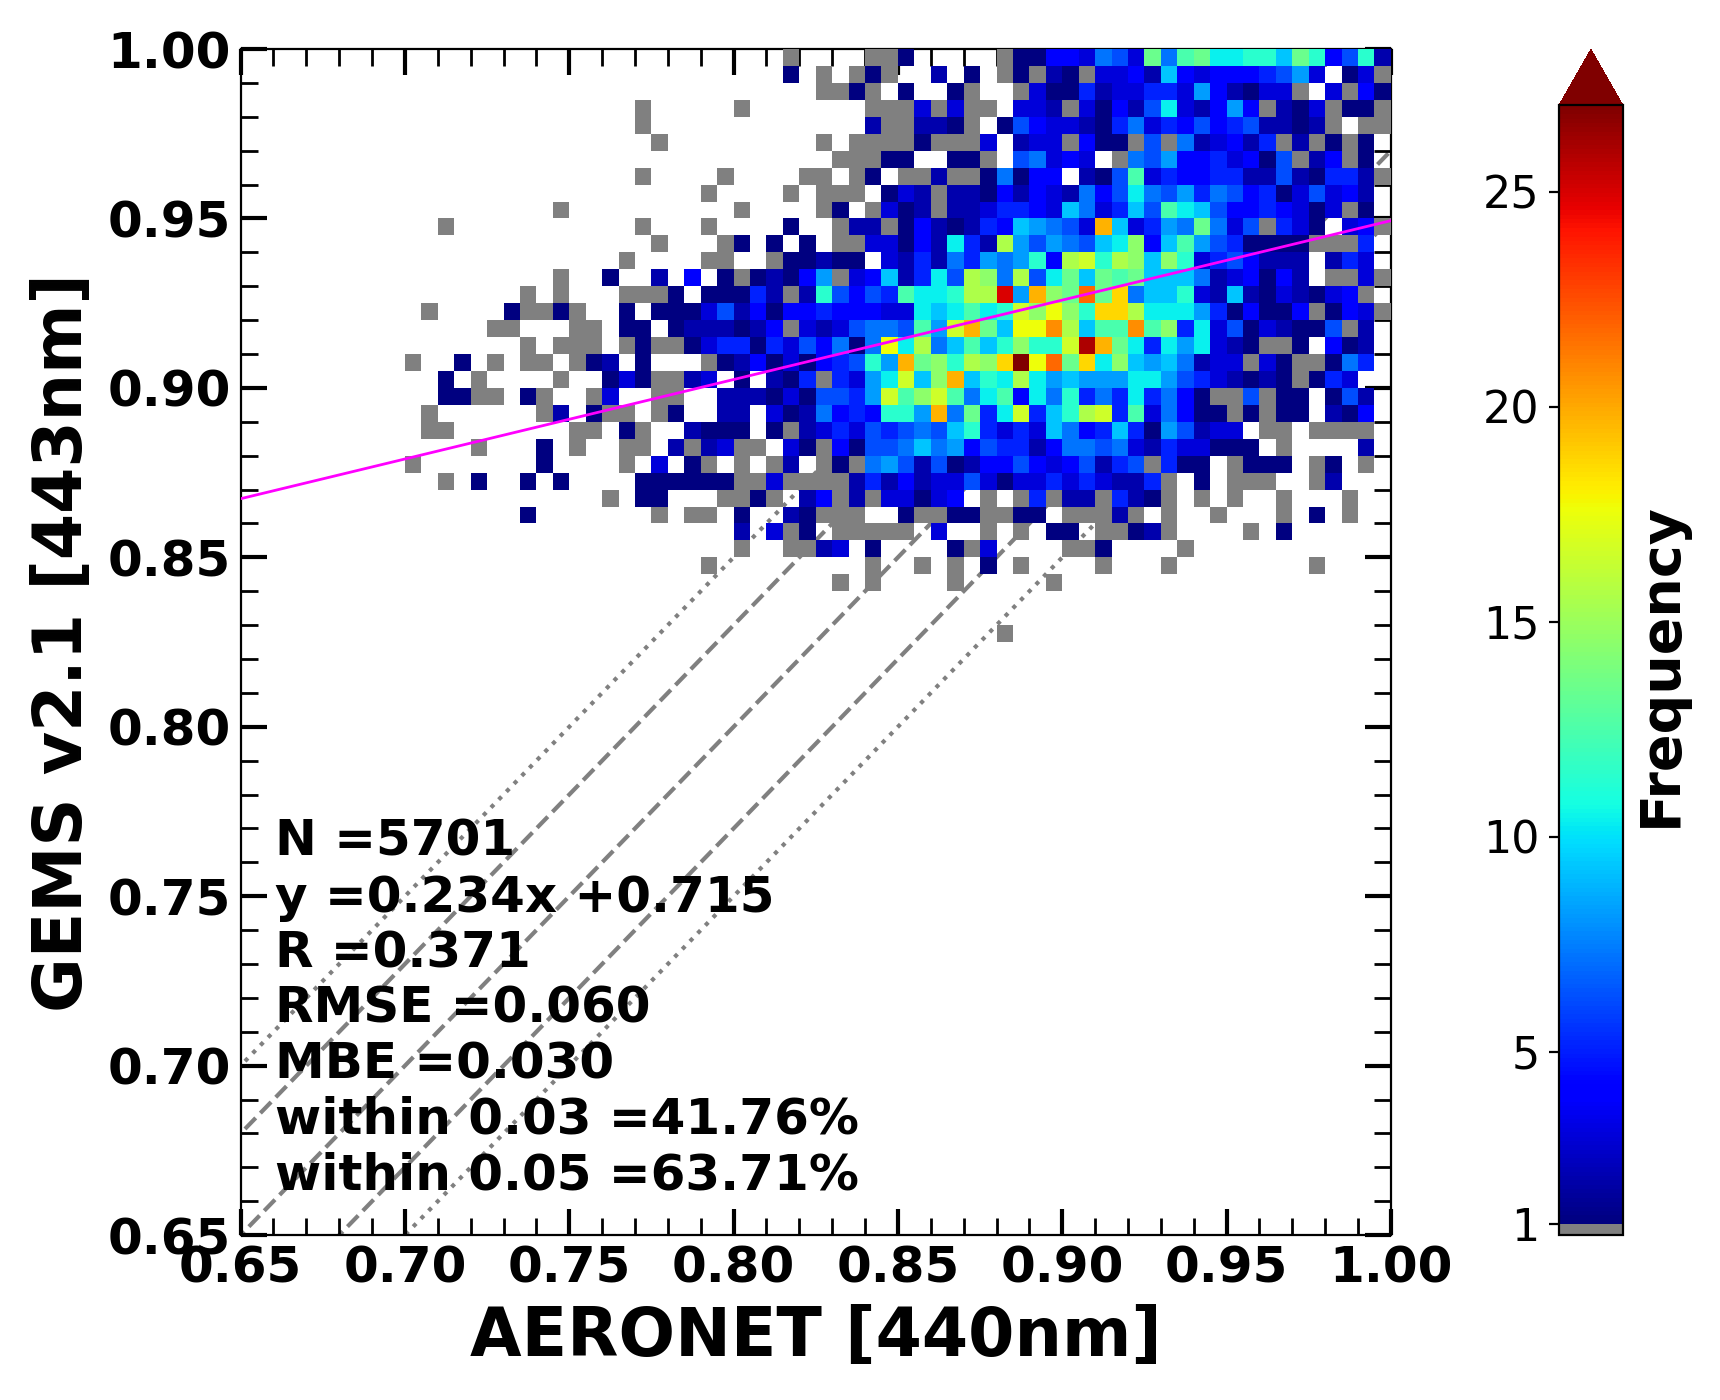 1.00
0.95
0.90
0.85
0.80
0.75
0.70
0.65
GEMS v2.1 [443nm]
N =5701
y =0.234x +0.715
R =0.371
RMSE =0.060
MBE =0.030
within 0.03 =41.76%
within 0.05 =63.71%
0.65 0.70 0.75 0.80 0.85 0.90 0.95 1.00
AERONET [440nm]
25
20
15
10
5
1
Frequency